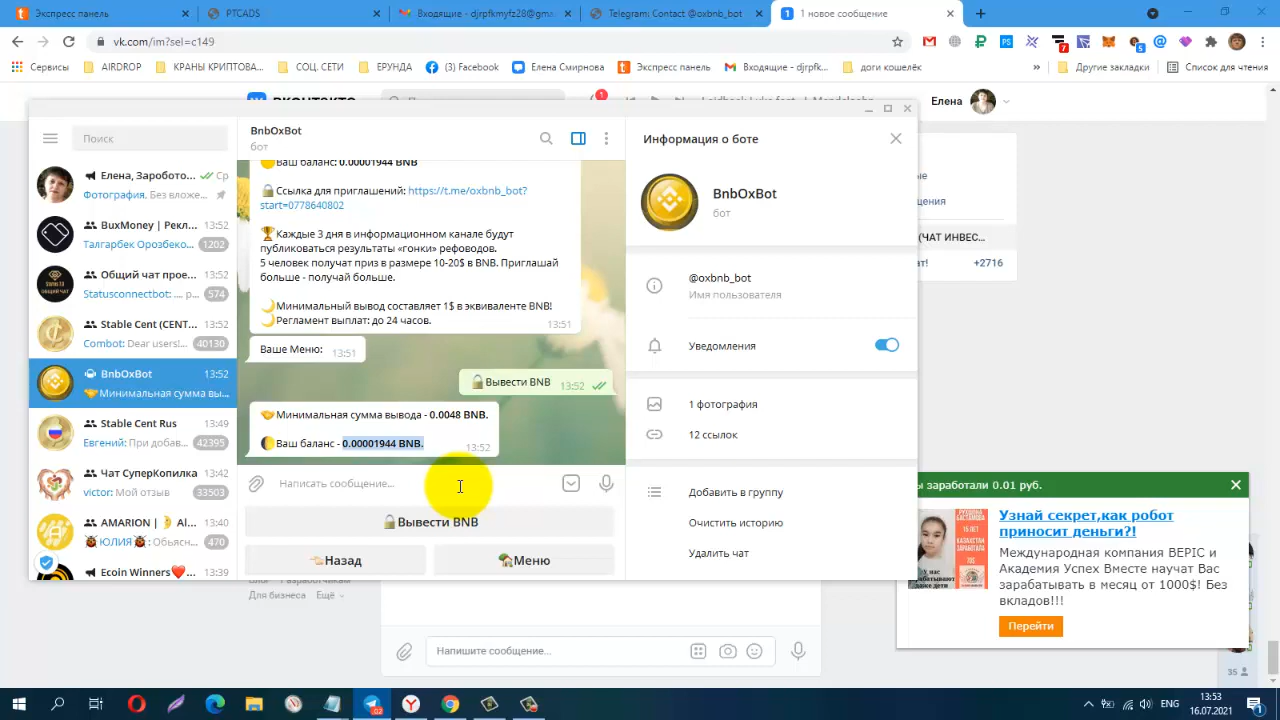 Экспресс панель
PTCADS
Входящие - djrpfkmyfz28@gma
Telegram: Contact @oxbnb_bot
1 новое сообщение
vk.com/im?sel=c149
Сервисы
AIRDROP
КРАНЫ КРИПТОВА...
СОЦ. СЕТИ
ЕРУНДА
(3) Facebook
Елена Смирнова
Экспресс панель
Входящие - djrpfk...
доги кошелёк
»
Другие закладки
Список для чтения
Елена
Поиск
BnbOxBot
бот
Информация о боте
Елена, Заработо...
Ср
Фотография. Без вложе...
BuxMoney | Рекл...
13:52
Талгарбек Орозбеко...
1202
Общий чат прое...
13:52
Statusconnectbot: ...
574
Stable Cent (CENT...
13:52
Combot: Dear users!...
40130
BnbOxBot
13:52
Минимальная сумма вы...
Stable Cent Rus
13:49
Евгений: При добав...
42395
Чат СуперКопилка
13:42
victor: Мой отзыв
33503
AMARION | Al...
13:40
ЮЛИЯ: Объясн...
470
Ecoin Winners
13:39
Ваш баланс: 0.00001944 BNB
Ссылка для приглашений: https://t.me/oxbnb_bot?
start=0778640802
Каждые 3 дня в информационном канале будут
публиковаться результаты «гонки» рефоводов.
5 человек получат приз в размере 10-20$ в BNB. Приглашай
больше - получай больше.
Минимальный вывод составляет 1$ в эквиваленте BNB!
Регламент выплат: до 24 часов.
13:51
Ваше Меню:
13:51
Вывести BNB
13:52
Минимальная сумма вывода - 0.0048 BNB.
Ваш баланс - 0.00001944 BNB.
13:52
Написать сообщение...
Вывести BNB
Назад
Меню
BnbOxBot
бот
@oxbnb_bot
Имя пользователя
Уведомления
1 фотография
12 ссылок
Добавить в группу
Очистить историю
Удалить чат
(ЧАТ ИНВЕС...
+2716
ы заработали 0.01 руб.
Узнай секрет,как робот
приносит деньги?!
Международная компания BEPIC и
Академия Успех Вместе научат Вас
зарабатывать в месяц от 1000$! Без
вкладов!!!
Перейти
Для бизнеса
Ещё
Напишите сообщение...
35
ENG
13:53
16.07.2021